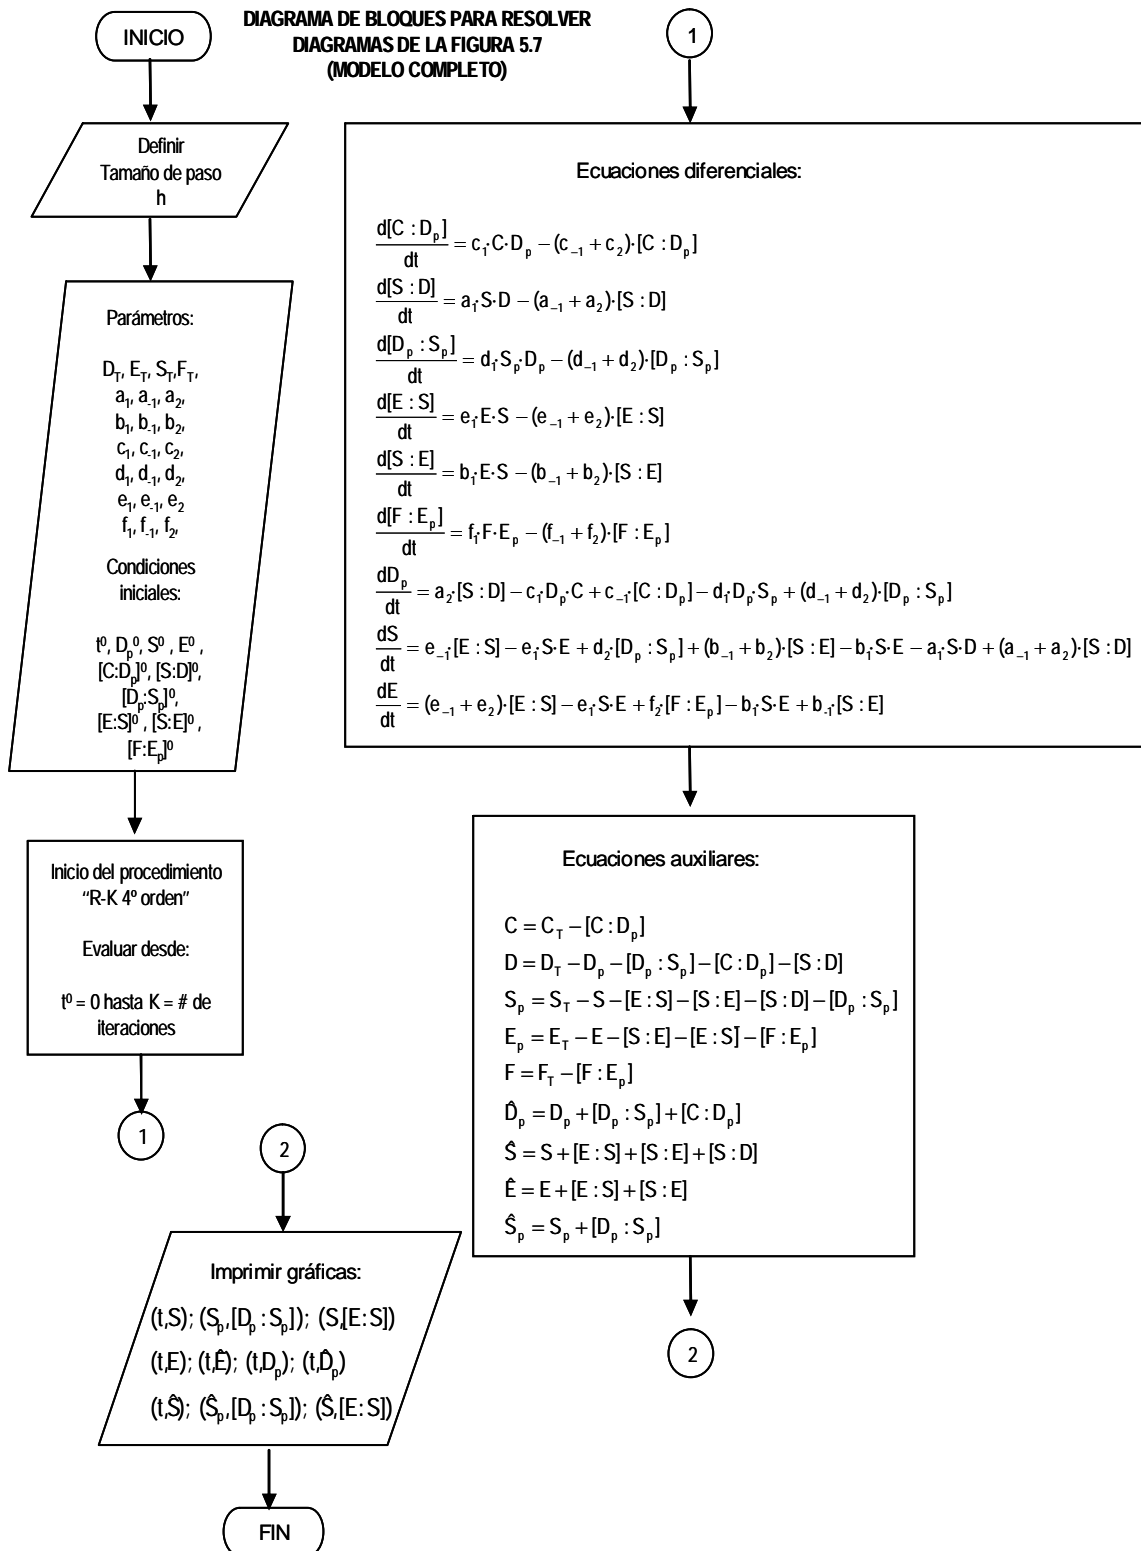 DIAGRAMA DE BLOQUES PARA RESOLVER
DIAGRAMAS DE LA FIGURA 5.7
(MODELO COMPLETO)
INICIO
Definir
Tamaño de paso
h
Parámetros:
D_T, E_T, S_T, F_T,
a_1, a_-1, a_2,
b_1, b_-1, b_2,
c_1, c_-1, c_2,
d_1, d_-1, d_2,
e_1, e_-1, e_2
f_1, f_-1, f_2,
Condiciones
iniciales:
t^0, D_p^0, S^0, E^0,
[C:D_p]^0, [S:D]^0,
[D_p:S_p]^0,
[E:S]^0, [S:E]^0,
[F:E_p]^0
Inicio del procedimiento
“R-K 4º orden”
Evaluar desde:
t^0 = 0 hasta K = # de
iteraciones
1
1
Ecuaciones diferenciales:
d[C : D_p]/dt = c_1·C·D_p – (c_–1 + c_2)·[C : D_p]
d[S : D]/dt = a_1·S·D – (a_–1 + a_2)·[S : D]
d[D_p : S_p]/dt = d_1·S_p·D_p – (d_–1 + d_2)·[D_p : S_p]
d[E : S]/dt = e_1·E·S – (e_–1 + e_2)·[E : S]
d[S : E]/dt = b_1·E·S – (b_–1 + b_2)·[S : E]
d[F : E_p]/dt = f_1·F·E_p – (f_–1 + f_2)·[F : E_p]
dD_p/dt = a_2·[S : D] – c_1·D_p·C + c_–1·[C : D_p] – d_1·D_p·S_p + (d_–1 + d_2)·[D_p : S_p]
dS/dt = e_–1·[E : S] – e_1·S·E + d_2·[D_p : S_p] + (b_–1 + b_2)·[S : E] – b_1·S·E – a_1·S·D + (a_–1 + a_2)·[S : D]
dE/dt = (e_–1 + e_2)·[E : S] – e_1·S·E + f_2·[F : E_p] – b_1·S·E + b_-1·[S : E]
Ecuaciones auxiliares:
C = C_T – [C : D_p]
D = D_T – D_p – [D_p : S_p] – [C : D_p] – [S : D]
S_p = S_T – S – [E : S] – [S : E] – [S : D] – [D_p : S_p]
E_p = E_T – E – [S : E] – [E : S] – [F : E_p]
F = F_T – [F : E_p]
D̂_p = D_p + [D_p : S_p] + [C : D_p]
Ŝ = S + [E : S] + [S : E] + [S : D]
Ê = E + [E : S] + [S : E]
Ŝ_p = S_p + [D_p : S_p]
2
2
Imprimir gráficas:
(t,S); (S_p,[D_p : S_p]); (S,[E : S])
(t,E); (t,Ê); (t,D_p); (t,D̂_p)
(t,Ŝ); (Ŝ_p,[D_p : S_p]); (Ŝ,[E : S])
FIN